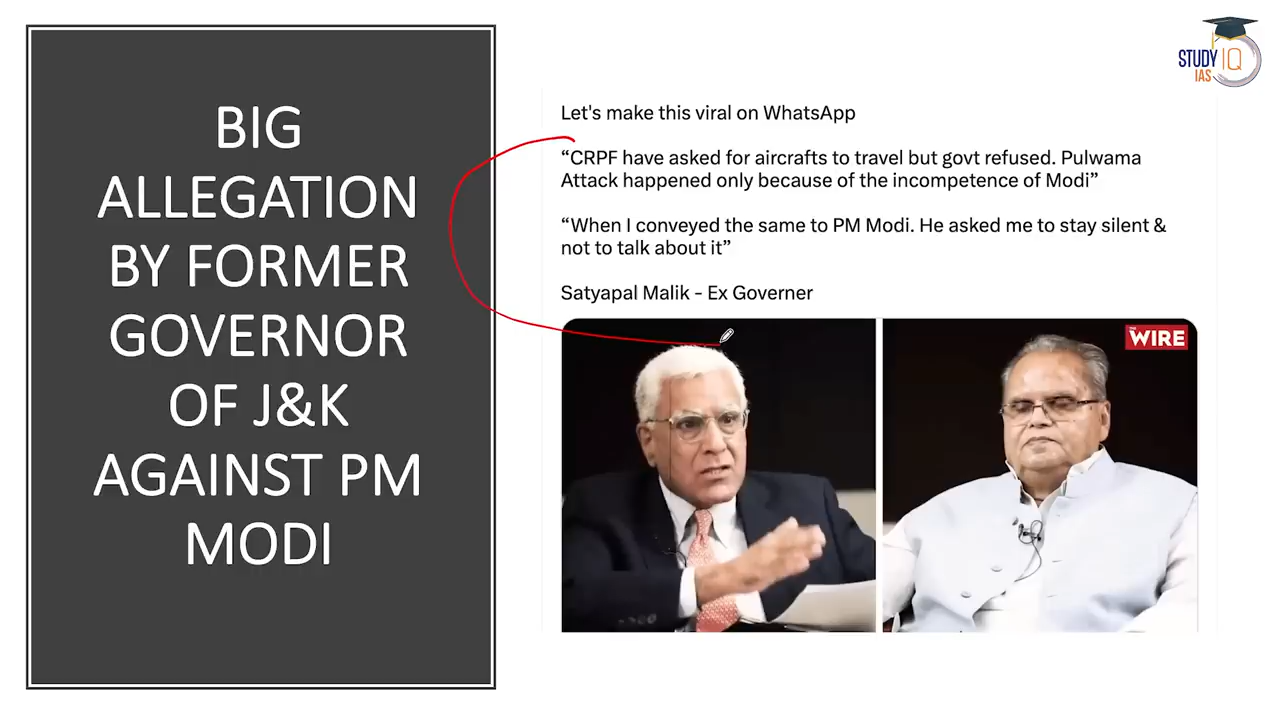 BIG
ALLEGATION
BY FORMER
GOVERNOR
OF J&K
AGAINST PM
MODI
STUDY IQ
IAS
Let's make this viral on WhatsApp
“CRPF have asked for aircrafts to travel but govt refused. Pulwama
Attack happened only because of the incompetence of Modi”
“When I conveyed the same to PM Modi. He asked me to stay silent &
not to talk about it”
Satyapal Malik - Ex Governer
THE
WIRE